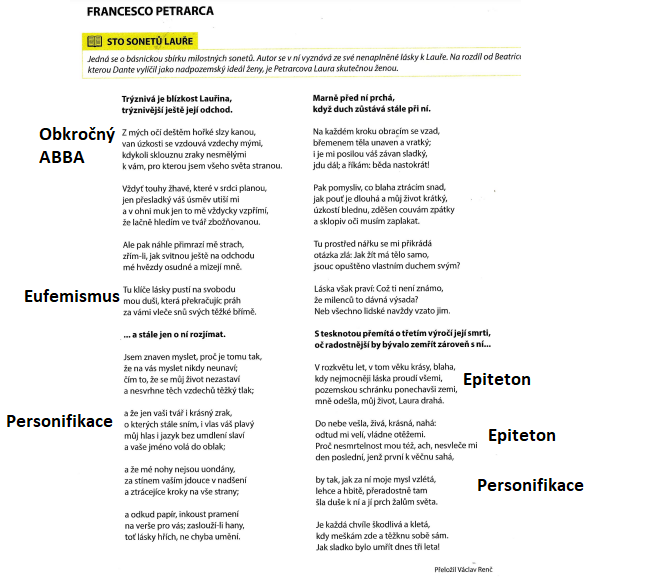 FRANCESCO PETRARCA
STO SONETŮ LAUŘE
Jedná se o básnickou sbírku milostných sonetů. Autor se v ní vyznává ze své nenaplněné lásky k Lauře. Na rozdíl od Beatrice
kterou Dante vylíčil jako nadpozemský ideál ženy, je Petrarcova Laura skutečnou ženou.
Trýznivá je blízkost Lauřina,
trýznivější ještě její odchod.
Obkročný
ABBA
Z mých očí deštěm hořké slzy kanou,
van úzkosti se vzdouvá vzdechy mými,
kdykoli sklouznu zraky nesmělými
k vám, pro kterou jsem všeho světa stranou.
Vždyť touhy žhavé, které v srdci planou,
jen přesladký váš úsměv utiší mi
a v ohni muk jen to mě vždycky vzpřímí,
že lačně hledím ve tvář zbožňovanou.
Ale pak náhle přimrazí mě strach,
zřím-li, jak svitnou ještě na odchodu
mé hvězdy osudné a mizejí mně.
Eufemismus
Tu klíče lásky pustí na svobodu
mou duši, která překračujíc práh
za vámi vleče snů svých těžké břímě.
... a stále jen o ní rozjímat.
Jsem znaven myslet, proč je tomu tak,
že na vás myslet nikdy neunaví;
čím to, že se můj život nezastaví
a nesvrhne těch vzdechů těžký tlak;
Personifikace
a že jen vaši tvář i krásný zrak,
o kterých stále sním, i vlas váš plavý
můj hlas i jazyk bez umdlení slaví
a vaše jméno volá do oblak;
a že mé nohy nejsou uondány,
za stínem vaším jdouce v nadšení
a ztrácejíce kroky na vše strany;
a odkud papír, inkoust pramení
na verše pro vás; zaslouží-li hany,
toť lásky hřích, ne chyba umění.
Marně před ní prchá,
když duch zůstává stále při ní.
Na každém kroku obracím se vzad,
břemenem těla unaven a vratký;
i je mi posilou váš závan sladký,
jdu dál; a říkám: běda nastokrát!
Pak pomysliv, co blaha ztrácím snad,
jak pouť je dlouhá a můj život krátký,
úzkostí blednu, zděšen couvám zpátky
a sklopiv oči musím zaplakat.
Tu prostřed nářku se mi přikrádá
otázka zlá: Jak žít má tělo samo,
jsouc opuštěno vlastním duchem svým?
Láska však praví: Což ti není známo,
že milenců to dávná výsada?
Neb všechno lidské navždy vzato jim.
S tesknotou přemítá o třetím výročí její smrti,
oč radostnější by bývalo zemřít zároveň s ní...
V rozkvětu let, v tom věku krásy, blaha,
kdy nejmocněji láska proudí všemi,
pozemskou schránku ponechavši zemi,
mně odešla, můj život, Laura drahá.
Epiteton
Do nebe vešla, živá, krásná, nahá:
odtud mi velí, vládne otěžemi.
Proč nesmrtelnost mou též, ach, nesvleče mi
den poslední, jenž první k věčnu sahá,
Epiteton
by tak, jak za ní moje mysl vzlétá,
lehce a hbitě, přeradostně tam
šla duše k ní a jí prch žalům světa.
Personifikace
Je každá chvíle škodlivá a kletá,
kdy meškám zde a těžknu sobě sám.
Jak sladko bylo umřít dnes tři leta!
Přeložil Václav Renč